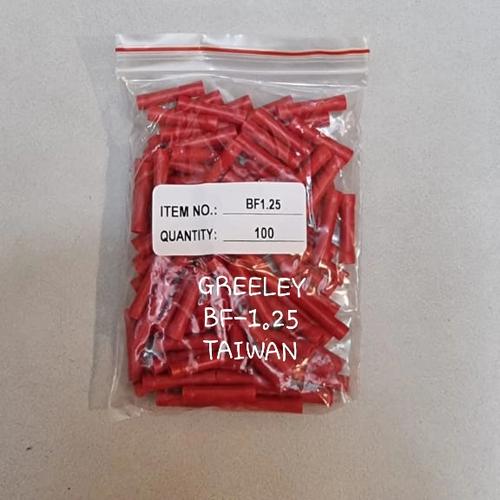 ITEM NO.: BF1.25
QUANTITY: 100
GREELEY
BF-1.25
TAIWAN